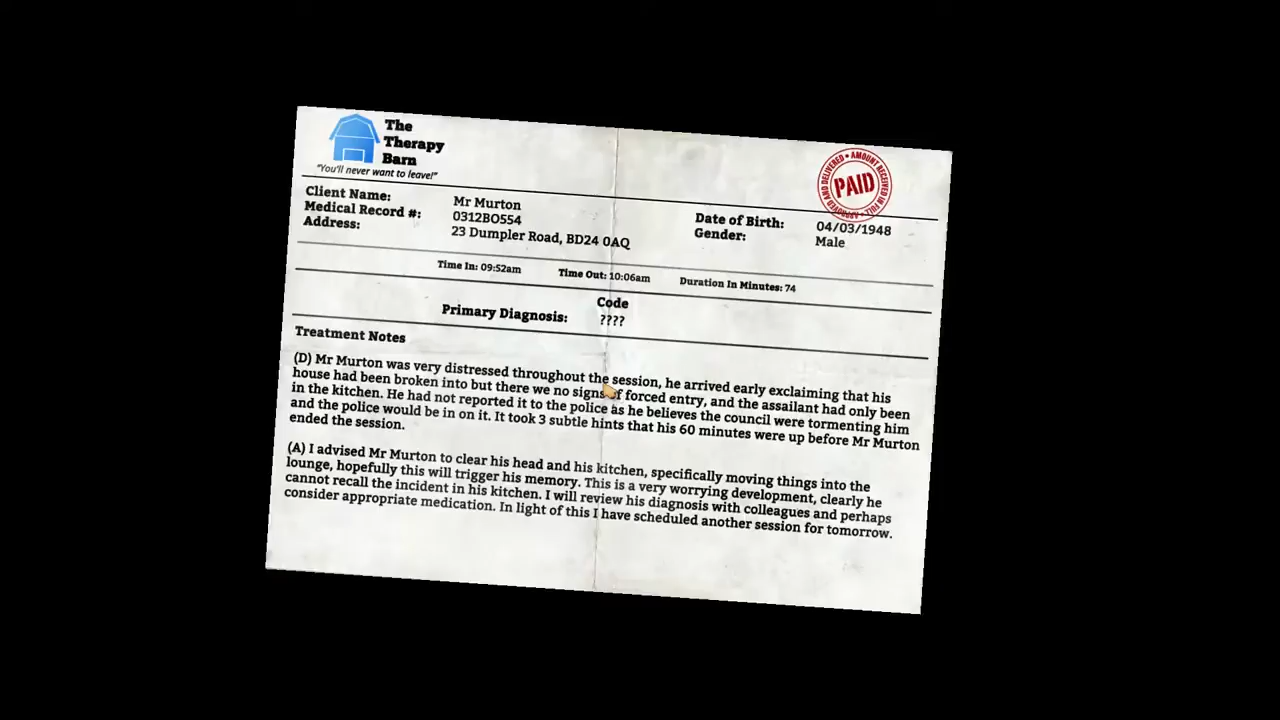 The
Therapy
Barn
"You'll never want to leave!"
AND DELIVERED • AMOUNT RECEIVED IN FULL • APPROVED
PAID
Client Name: Mr Murton
Medical Record #: 0312BO554
Address: 23 Dumpler Road, BD24 0AQ
Date of Birth: 04/03/1948
Gender: Male
Time In: 09:52am Time Out: 10:06am Duration In Minutes: 74
Code
Primary Diagnosis: ????
Treatment Notes
(D) Mr Murton was very distressed throughout the session, he arrived early exclaiming that his
house had been broken into but there we no signs of forced entry, and the assailant had only been
in the kitchen. He had not reported it to the police as he believes the council were tormenting him
and the police would be in on it. It took 3 subtle hints that his 60 minutes were up before Mr Murton
ended the session.
(A) I advised Mr Murton to clear his head and his kitchen, specifically moving things into the
lounge, hopefully this will trigger his memory. This is a very worrying development, clearly he
cannot recall the incident in his kitchen. I will review his diagnosis with colleagues and perhaps
consider appropriate medication. In light of this I have scheduled another session for tomorrow.